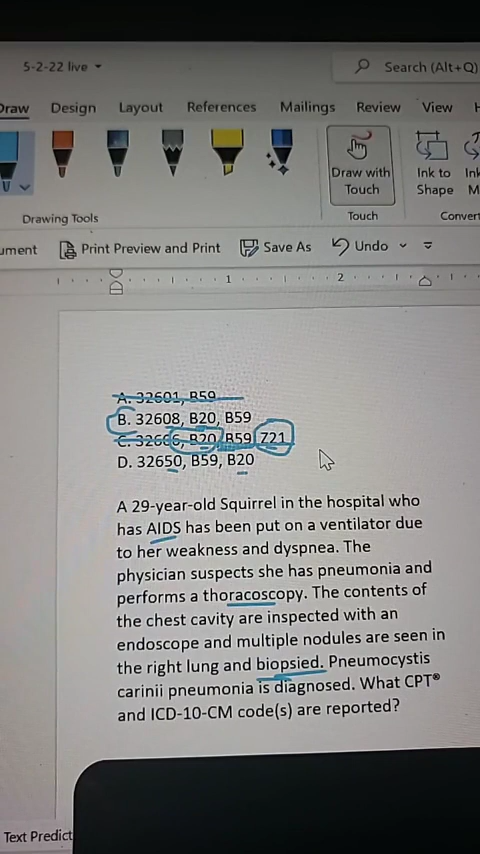 5-2-22 live
Search (Alt+Q)
Draw Design Layout References Mailings Review View
Draw with Touch
Ink to Shape
Drawing Tools
Touch
Print Preview and Print Save As Undo
1 2
A. 32601, B59
B. 32608, B20, B59
C. 32666, B20, B59, Z21
D. 32650, B59, B20
A 29-year-old Squirrel in the hospital who
has AIDS has been put on a ventilator due
to her weakness and dyspnea. The
physician suspects she has pneumonia and
performs a thoracoscopy. The contents of
the chest cavity are inspected with an
endoscope and multiple nodules are seen in
the right lung and biopsied. Pneumocystis
carinii pneumonia is diagnosed. What CPT®
and ICD-10-CM code(s) are reported?
Text Predict